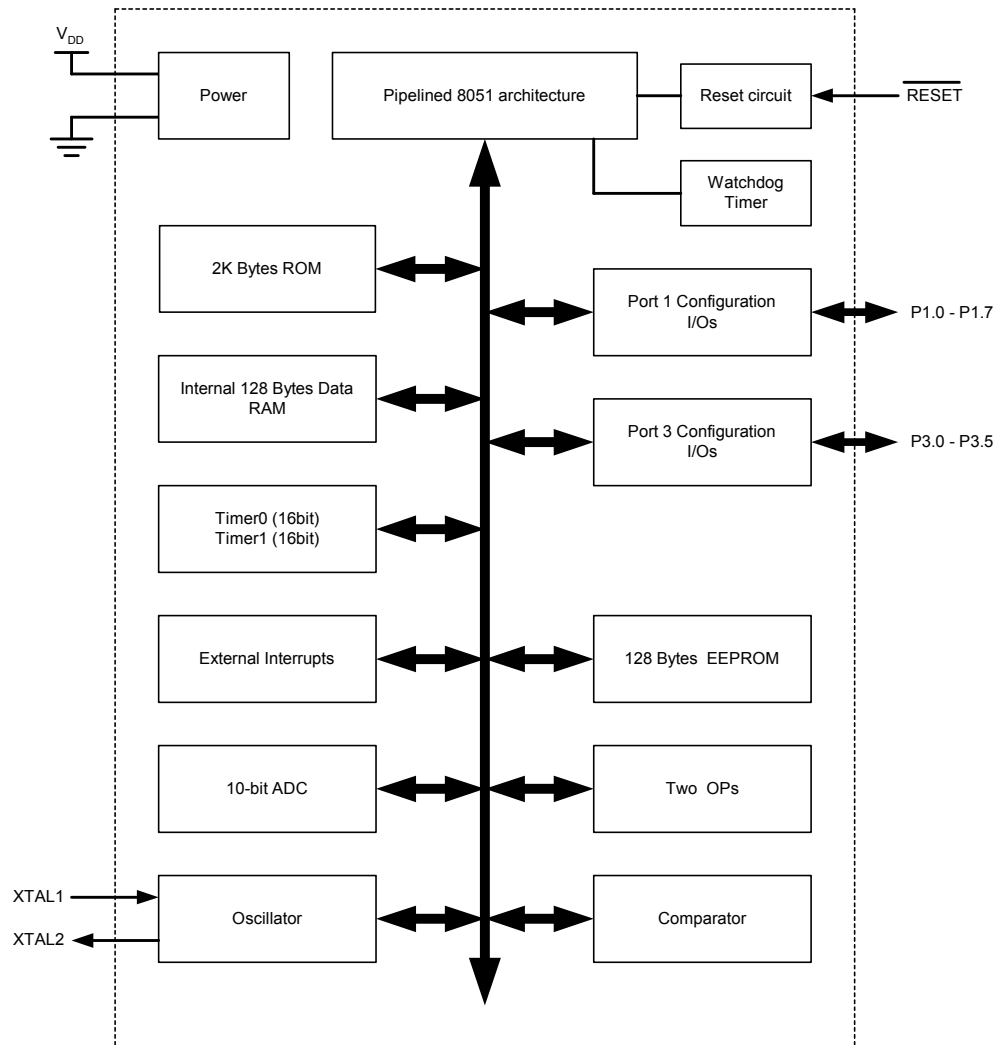 VDD
Power
Pipelined 8051 architecture
Reset circuit
RESET
Watchdog
Timer
2K Bytes ROM
Port 1 Configuration
I/Os
P1.0 - P1.7
Internal 128 Bytes Data
RAM
Port 3 Configuration
I/Os
P3.0 - P3.5
Timer0 (16bit)
Timer1 (16bit)
External Interrupts
128 Bytes EEPROM
10-bit ADC
Two OPs
XTAL1
XTAL2
Oscillator
Comparator